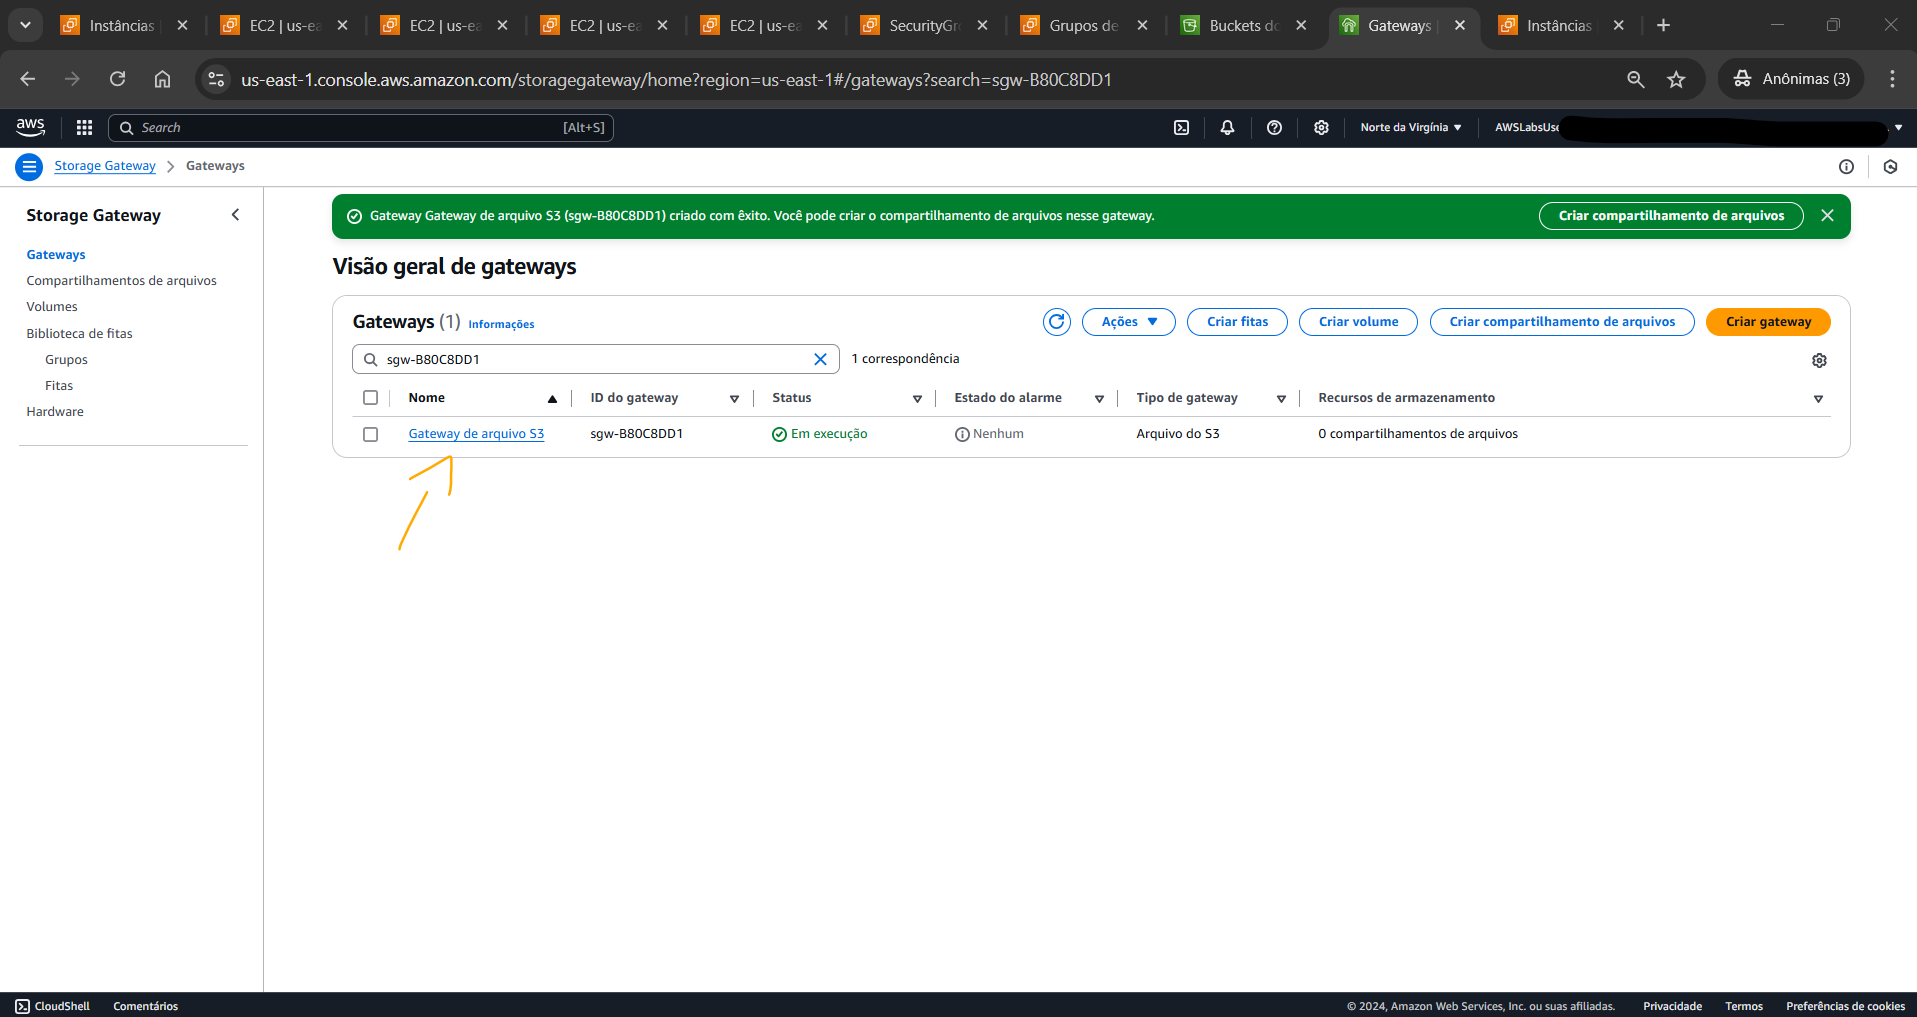 Instâncias
EC2 | us-ea
EC2 | us-ea
EC2 | us-ea
EC2 | us-ea
SecurityGr
Grupos de
Buckets do
Gateways
Instâncias
us-east-1.console.aws.amazon.com/storagegateway/home?region=us-east-1#/gateways?search=sgw-B80C8DD1
Anônimas (3)
aws
Search
[Alt+S]
Norte da Virgínia
AWSLabsUse
Storage Gateway
Gateways
Storage Gateway
Gateways
Compartilhamentos de arquivos
Volumes
Biblioteca de fitas
Grupos
Fitas
Hardware
Gateway Gateway de arquivo S3 (sgw-B80C8DD1) criado com êxito. Você pode criar o compartilhamento de arquivos nesse gateway.
Criar compartilhamento de arquivos
Visão geral de gateways
Gateways (1) Informações
Ações
Criar fitas
Criar volume
Criar compartilhamento de arquivos
Criar gateway
sgw-B80C8DD1
1 correspondência
Nome
ID do gateway
Status
Estado do alarme
Tipo de gateway
Recursos de armazenamento
Gateway de arquivo S3
sgw-B80C8DD1
Em execução
Nenhum
Arquivo do S3
0 compartilhamentos de arquivos
CloudShell
Comentários
© 2024, Amazon Web Services, Inc. ou suas afiliadas.
Privacidade
Termos
Preferências de cookies